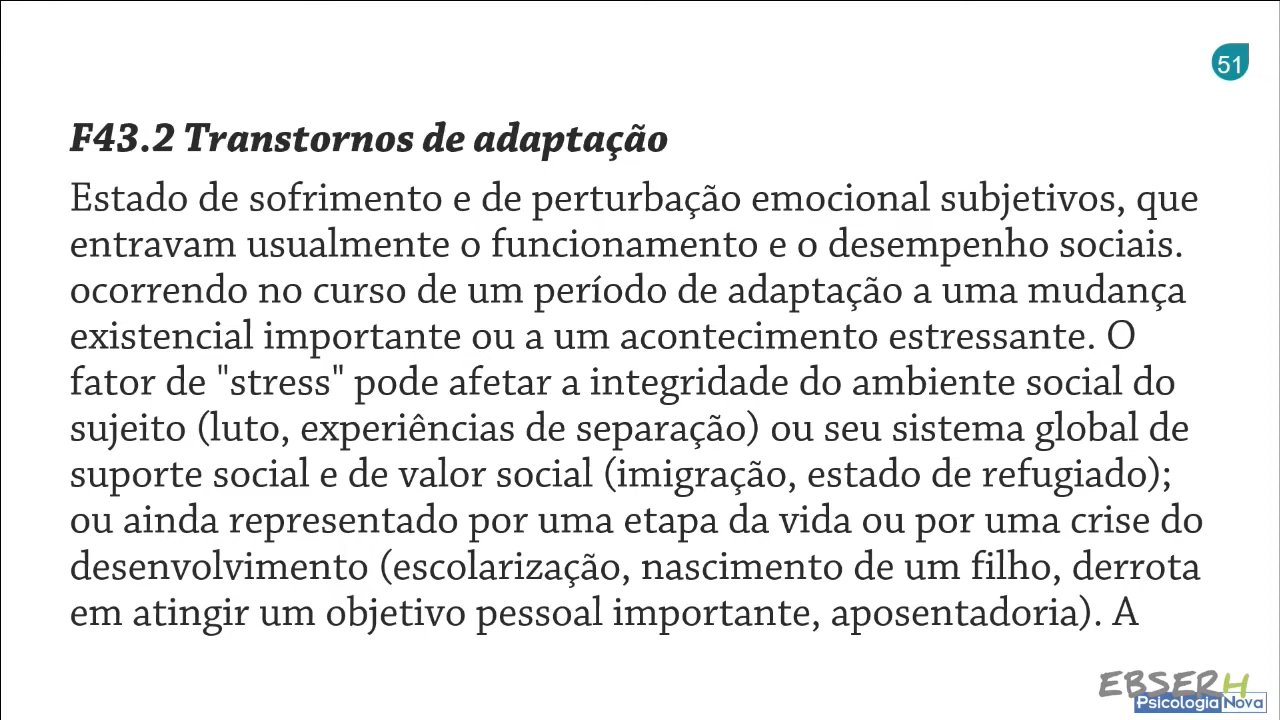 51
F43.2 Transtornos de adaptação
Estado de sofrimento e de perturbação emocional subjetivos, que
entravam usualmente o funcionamento e o desempenho sociais.
ocorrendo no curso de um período de adaptação a uma mudança
existencial importante ou a um acontecimento estressante. O
fator de "stress" pode afetar a integridade do ambiente social do
sujeito (luto, experiências de separação) ou seu sistema global de
suporte social e de valor social (imigração, estado de refugiado);
ou ainda representado por uma etapa da vida ou por uma crise do
desenvolvimento (escolarização, nascimento de um filho, derrota
em atingir um objetivo pessoal importante, aposentadoria). A
EBSERH
Psicologia Nova